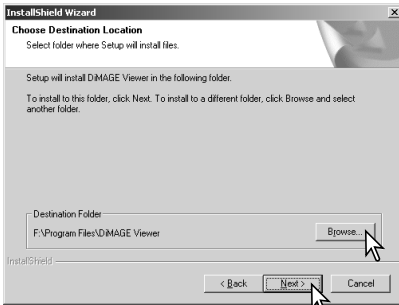 InstallShield Wizard
Choose Destination Location
Select folder where Setup will install files.
Setup will install DiMAGE Viewer in the following folder.
To install to this folder, click Next. To install to a different folder, click Browse and select
another folder.
Destination Folder
F:\Program Files\DiMAGE Viewer
Browse...
InstallShield
< Back
Next >
Cancel